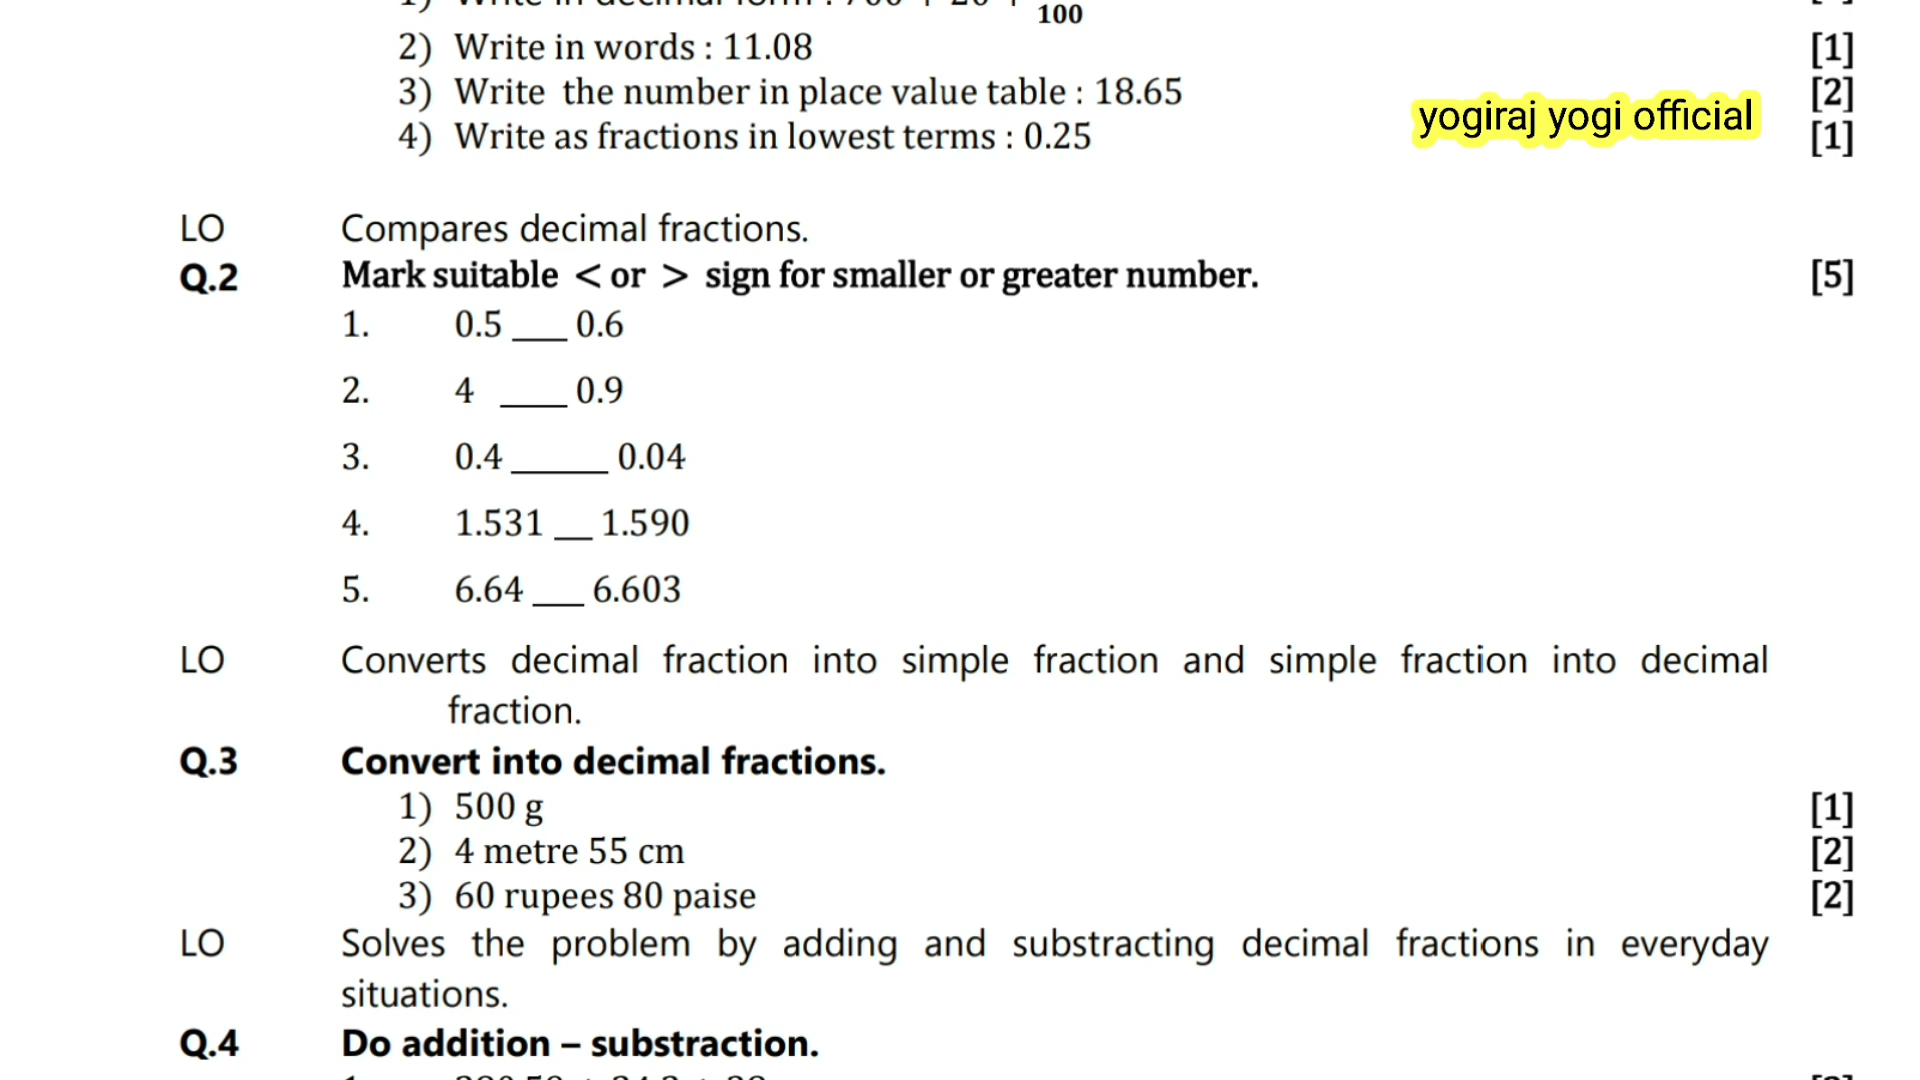 100
2) Write in words : 11.08 [1]
3) Write the number in place value table : 18.65 [2]
yogiraj yogi official
4) Write as fractions in lowest terms : 0.25 [1]
LO Compares decimal fractions.
Q.2 Mark suitable < or > sign for smaller or greater number. [5]
1. 0.5 ___ 0.6
2. 4 ____ 0.9
3. 0.4 _____ 0.04
4. 1.531 __ 1.590
5. 6.64 ___ 6.603
LO Converts decimal fraction into simple fraction and simple fraction into decimal
fraction.
Q.3 Convert into decimal fractions.
1) 500 g [1]
2) 4 metre 55 cm [2]
3) 60 rupees 80 paise [2]
LO Solves the problem by adding and substracting decimal fractions in everyday
situations.
Q.4 Do addition – substraction.